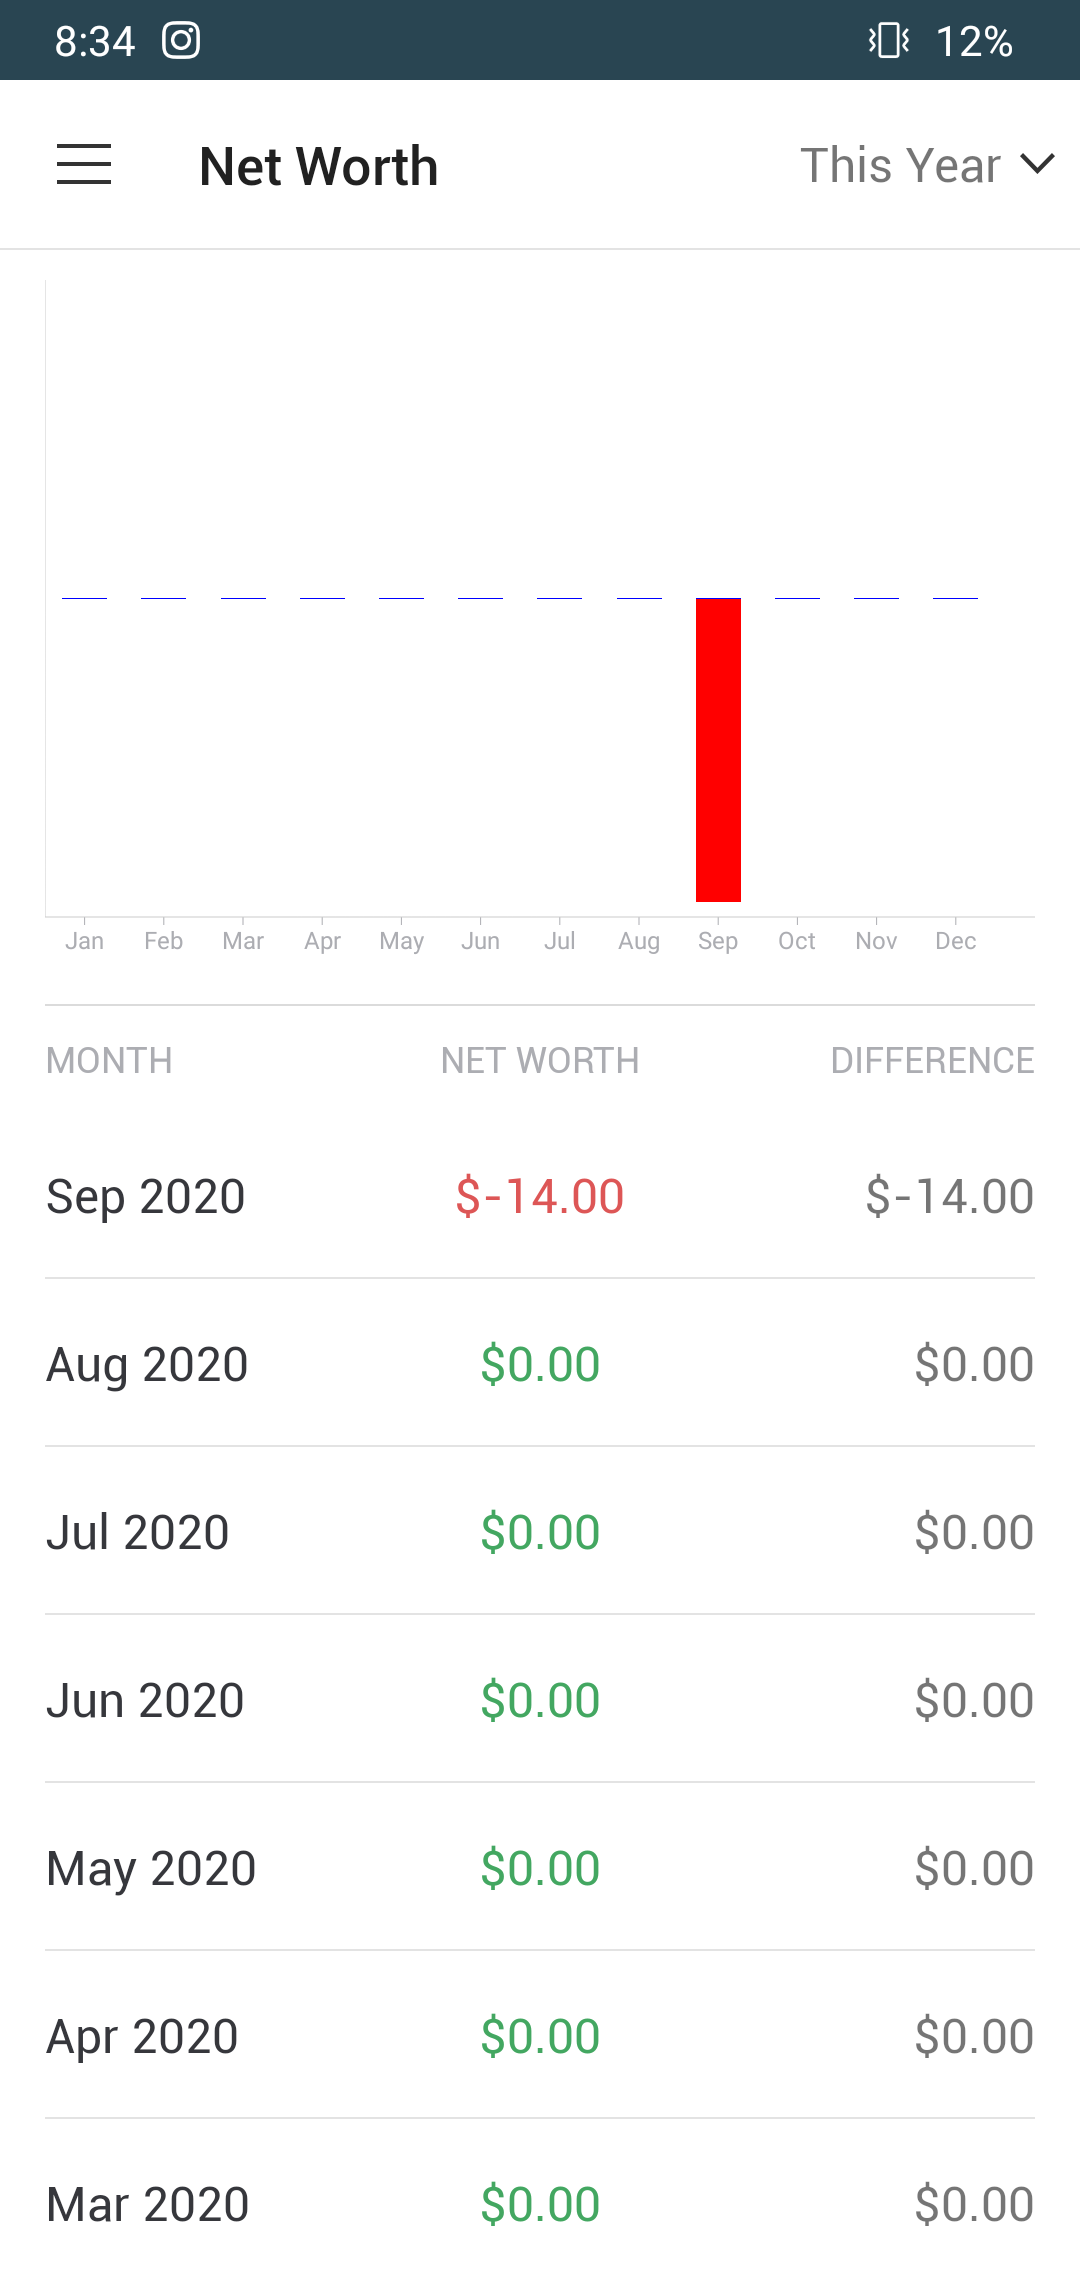 8:34 12%
Net Worth This Year
Jan Feb Mar Apr May Jun Jul Aug Sep Oct Nov Dec
MONTH NET WORTH DIFFERENCE
Sep 2020 $-14.00 $-14.00
Aug 2020 $0.00 $0.00
Jul 2020 $0.00 $0.00
Jun 2020 $0.00 $0.00
May 2020 $0.00 $0.00
Apr 2020 $0.00 $0.00
Mar 2020 $0.00 $0.00